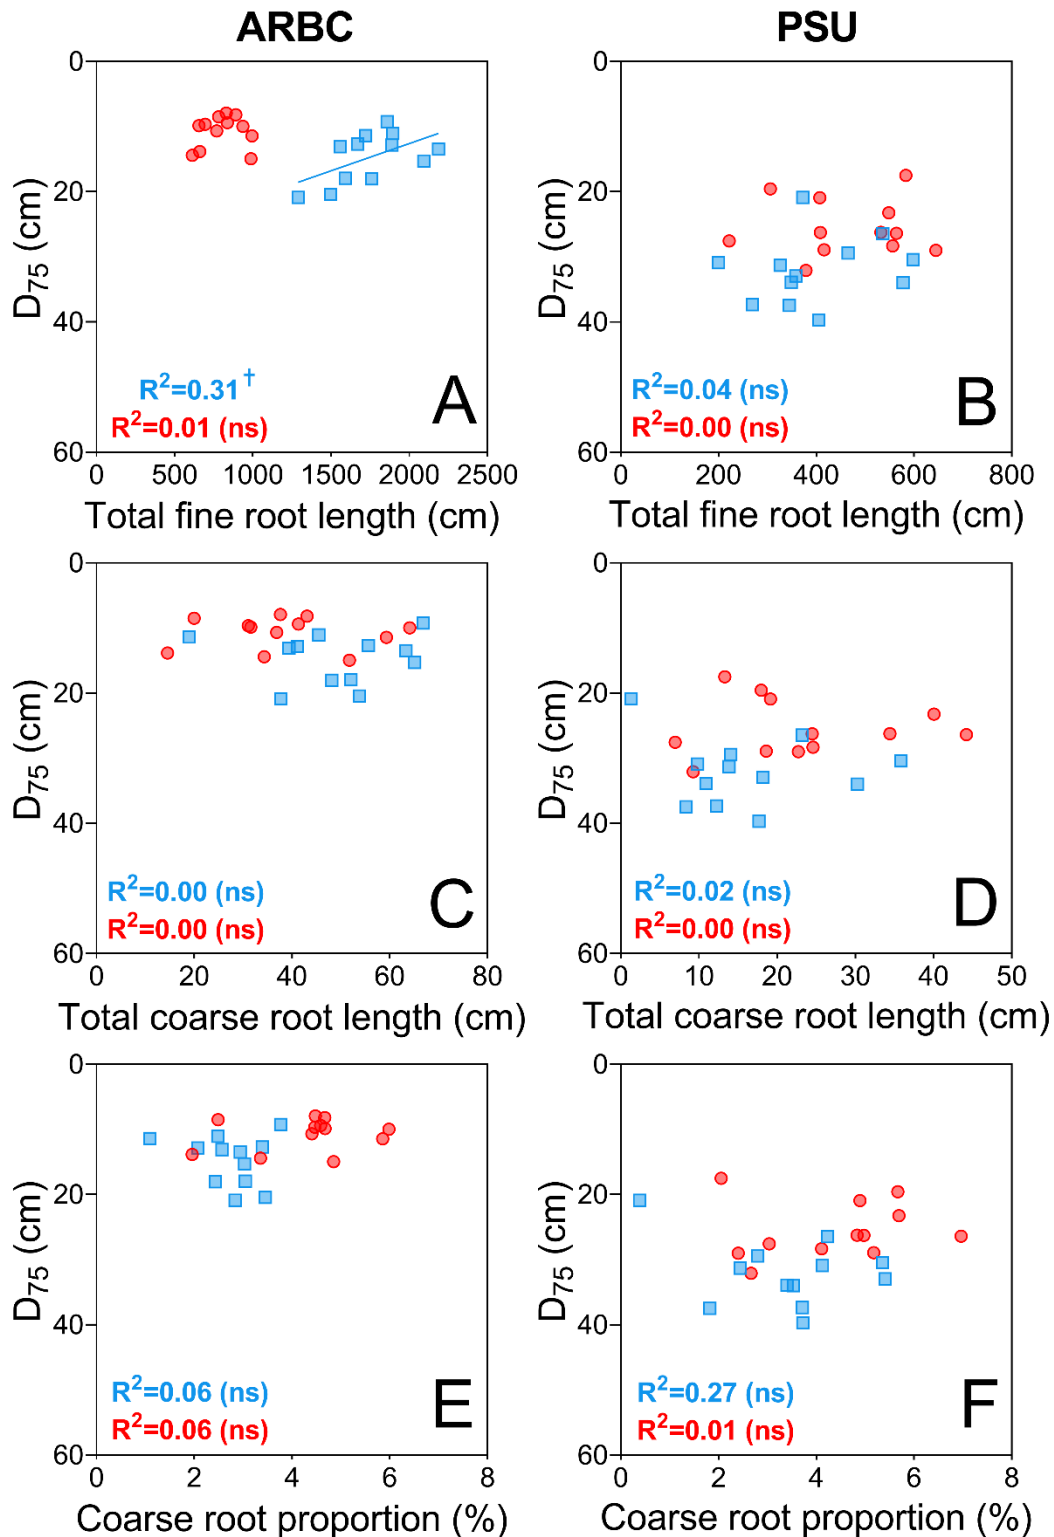 ARBC
PSU
0
20
40
60
D75 (cm)
R2=0.31†
R2=0.01 (ns)
A
0 500 1000 1500 2000 2500
Total fine root length (cm)
0
20
40
60
D75 (cm)
R2=0.04 (ns)
R2=0.00 (ns)
B
0 200 400 600 800
Total fine root length (cm)
0
20
40
60
D75 (cm)
R2=0.00 (ns)
R2=0.00 (ns)
C
0 20 40 60 80
Total coarse root length (cm)
0
20
40
60
D75 (cm)
R2=0.02 (ns)
R2=0.00 (ns)
D
0 10 20 30 40 50
Total coarse root length (cm)
0
20
40
60
D75 (cm)
R2=0.06 (ns)
R2=0.06 (ns)
E
0 2 4 6 8
Coarse root proportion (%)
0
20
40
60
D75 (cm)
R2=0.27 (ns)
R2=0.01 (ns)
F
0 2 4 6 8
Coarse root proportion (%)